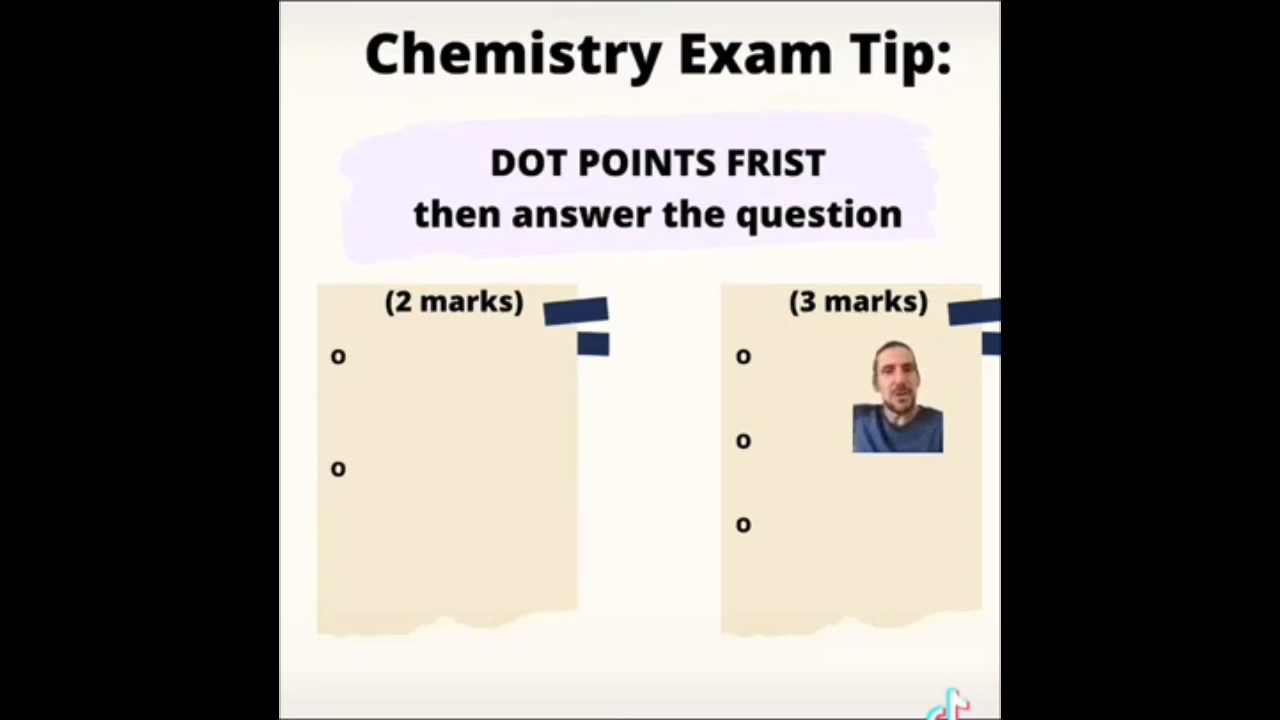 Chemistry Exam Tip:
DOT POINTS FRIST
then answer the question
(2 marks)
o
o
(3 marks)
o
o
o